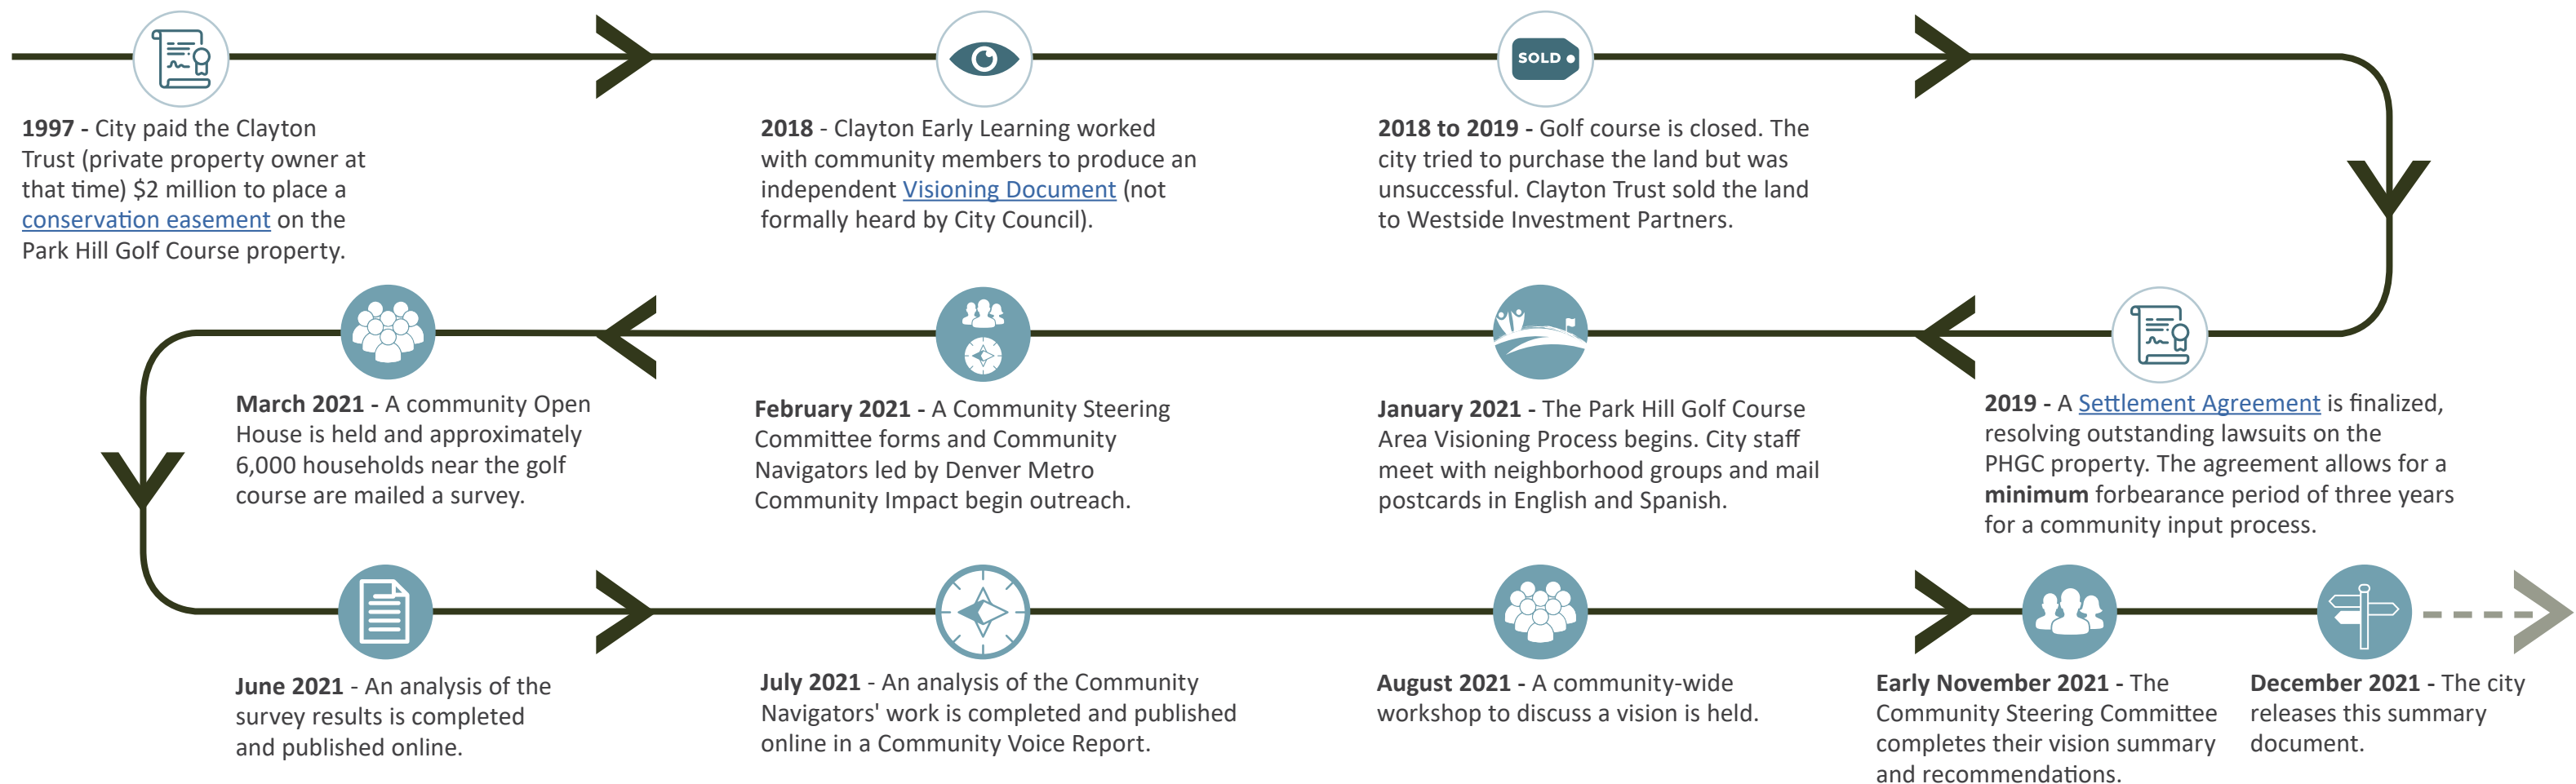 1997 - City paid the Clayton
Trust (private property owner at
that time) $2 million to place a
conservation easement on the
Park Hill Golf Course property.
2018 - Clayton Early Learning worked
with community members to produce an
independent Visioning Document (not
formally heard by City Council).
SOLD
2018 to 2019 - Golf course is closed. The
city tried to purchase the land but was
unsuccessful. Clayton Trust sold the land
to Westside Investment Partners.
2019 - A Settlement Agreement is finalized,
resolving outstanding lawsuits on the
PHGC property. The agreement allows for a
minimum forbearance period of three years
for a community input process.
January 2021 - The Park Hill Golf Course
Area Visioning Process begins. City staff
meet with neighborhood groups and mail
postcards in English and Spanish.
February 2021 - A Community Steering
Committee forms and Community
Navigators led by Denver Metro
Community Impact begin outreach.
March 2021 - A community Open
House is held and approximately
6,000 households near the golf
course are mailed a survey.
June 2021 - An analysis of the
survey results is completed
and published online.
July 2021 - An analysis of the Community
Navigators' work is completed and published
online in a Community Voice Report.
August 2021 - A community-wide
workshop to discuss a vision is held.
Early November 2021 - The
Community Steering Committee
completes their vision summary
and recommendations.
December 2021 - The city
releases this summary
document.